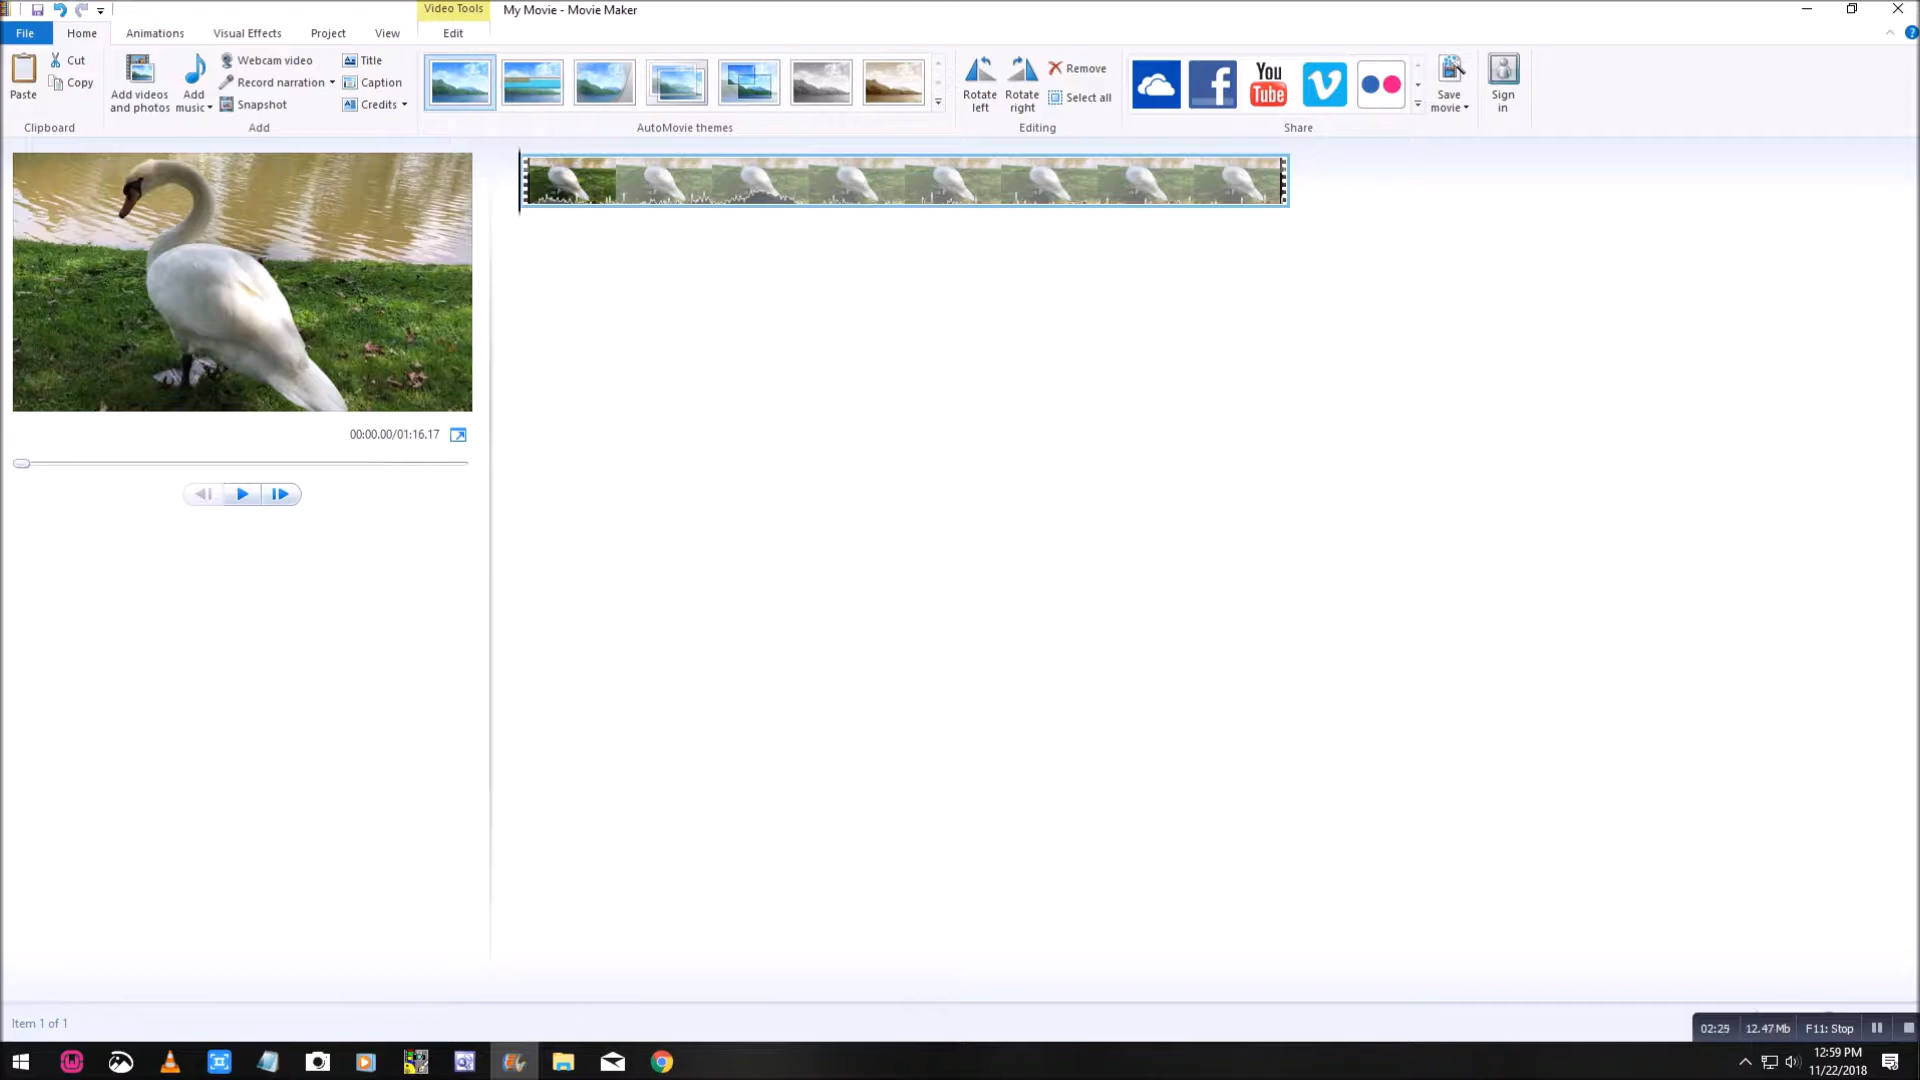 Video Tools
My Movie - Movie Maker
File
Home
Animations
Visual Effects
Project
View
Edit
Paste
Cut
Copy
Clipboard
Add videos
and photos
Add
music
Webcam video
Record narration
Snapshot
Title
Caption
Credits
Add
AutoMovie themes
Rotate
left
Rotate
right
Remove
Select all
Editing
You
Tube
Share
Save
movie
Sign
in
00:00.00/01:16.17
Item 1 of 1
02:25
12.47Mb
F11: Stop
12:59 PM
11/22/2018